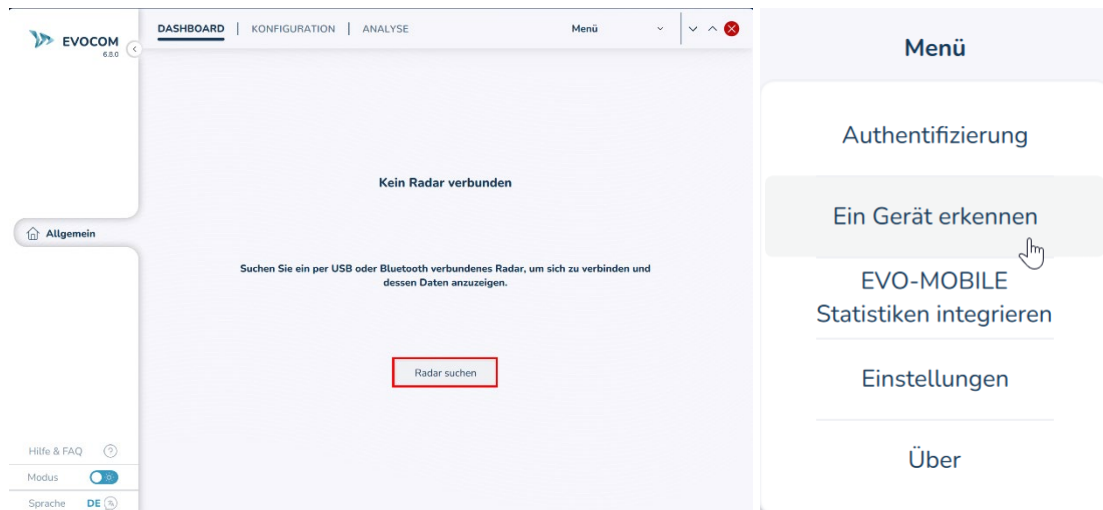 EVOCOM
6.8.0
DASHBOARD | KONFIGURATION | ANALYSE
Menü
Kein Radar verbunden
Allgemein
Suchen Sie ein per USB oder Bluetooth verbundenes Radar, um sich zu verbinden und
dessen Daten anzuzeigen.
Radar suchen
Hilfe & FAQ ?
Modus
Sprache DE
Menü
Authentifizierung
Ein Gerät erkennen
EVO-MOBILE
Statistiken integrieren
Einstellungen
Über